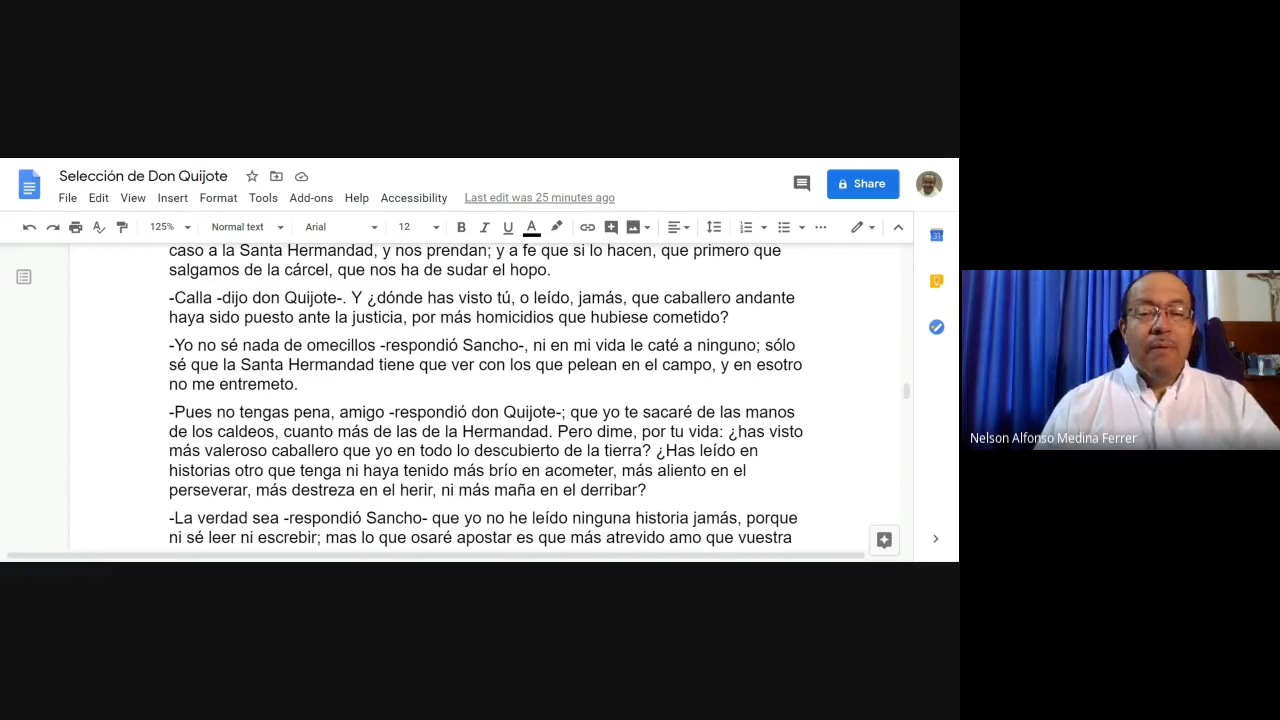 Selección de Don Quijote
File Edit View Insert Format Tools Add-ons Help Accessibility Last edit was 25 minutes ago
Share
125% Normal text Arial 12 B I U A
caso a la Santa Hermandad, y nos prendan; y a fe que si lo hacen, que primero que
salgamos de la cárcel, que nos ha de sudar el hopo.
-Calla -dijo don Quijote-. Y ¿dónde has visto tú, o leído, jamás, que caballero andante
haya sido puesto ante la justicia, por más homicidios que hubiese cometido?
-Yo no sé nada de omecillos -respondió Sancho-, ni en mi vida le caté a ninguno; sólo
sé que la Santa Hermandad tiene que ver con los que pelean en el campo, y en esotro
no me entremeto.
-Pues no tengas pena, amigo -respondió don Quijote-; que yo te sacaré de las manos
de los caldeos, cuanto más de las de la Hermandad. Pero dime, por tu vida: ¿has visto
más valeroso caballero que yo en todo lo descubierto de la tierra? ¿Has leído en
historias otro que tenga ni haya tenido más brío en acometer, más aliento en el
perseverar, más destreza en el herir, ni más maña en el derribar?
-La verdad sea -respondió Sancho- que yo no he leído ninguna historia jamás, porque
ni sé leer ni escrebir; mas lo que osaré apostar es que más atrevido amo que vuestra
31
Nelson Alfonso Medina Ferrer